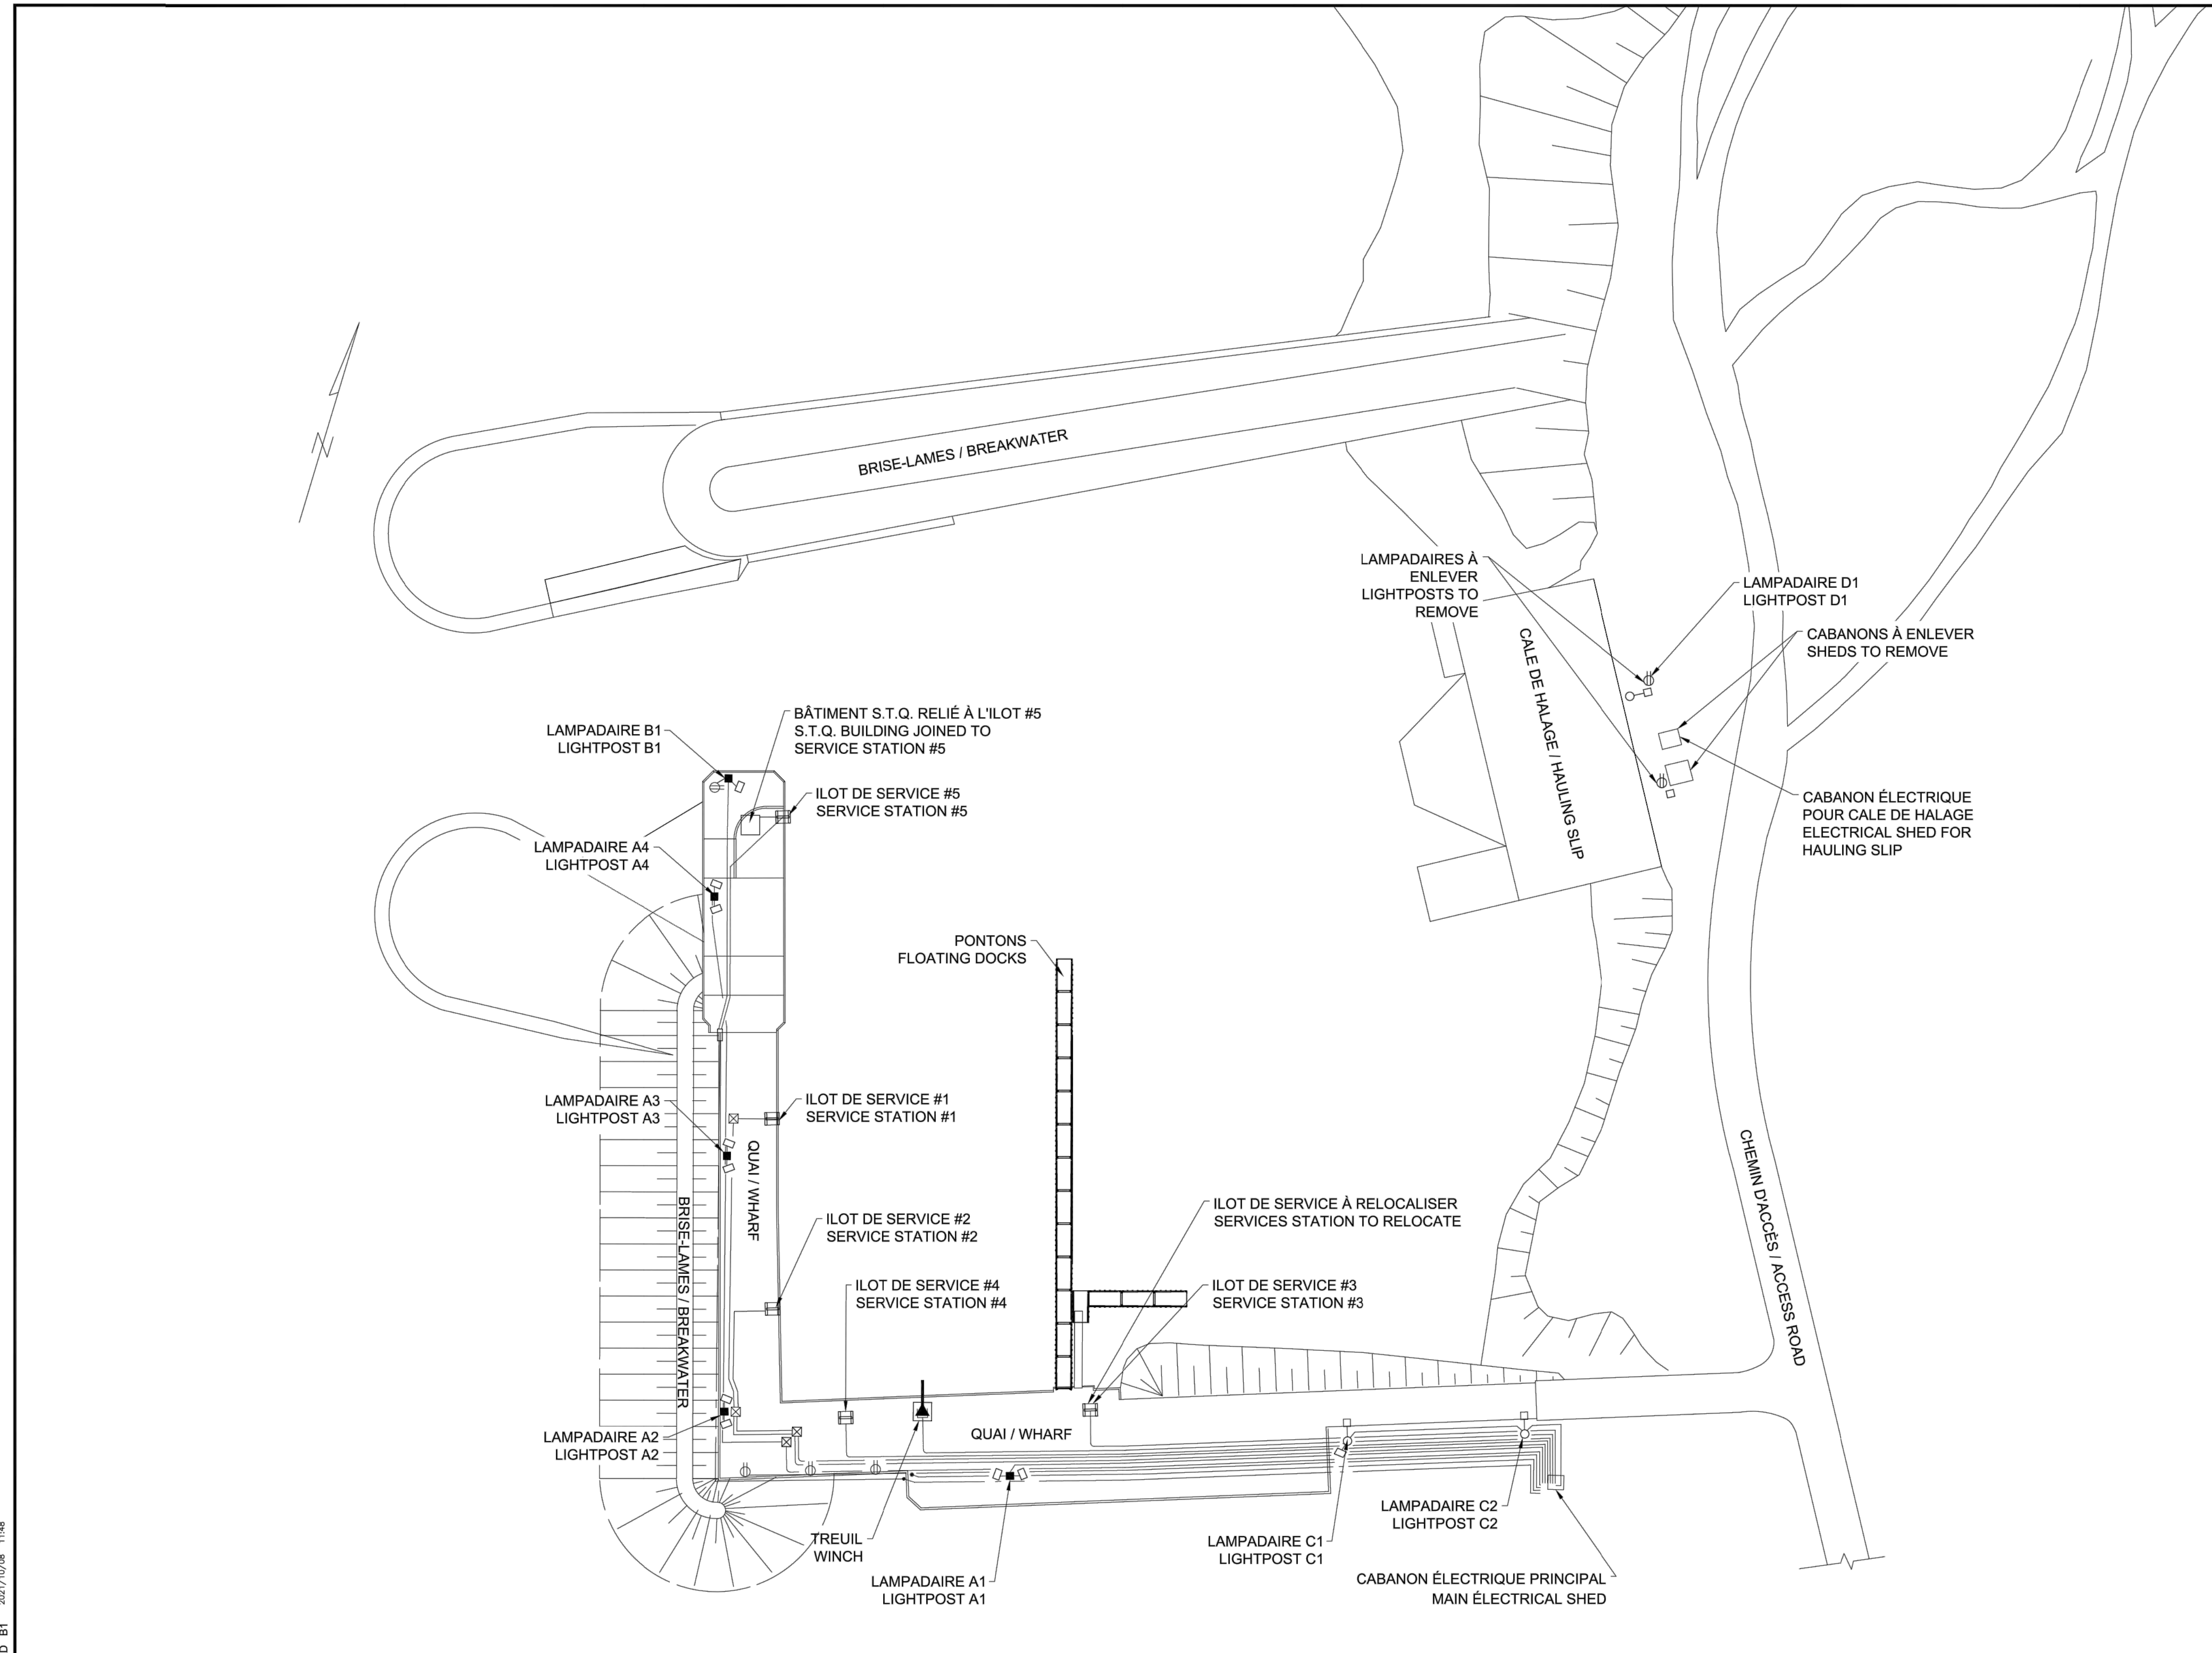 BRISE-LAMES / BREAKWATER
N
LAMPADAIRES À
ENLEVER
LIGHTPOSTS TO
REMOVE
LAMPADAIRE D1
LIGHTPOST D1
CABANONS À ENLEVER
SHEDS TO REMOVE
CALE DE HALAGE / HAULING SLIP
CABANON ÉLECTRIQUE
POUR CALE DE HALAGE
ELECTRICAL SHED FOR
HAULING SLIP
LAMPADAIRE B1
LIGHTPOST B1
BÂTIMENT S.T.Q. RELIÉ À L'ILOT #5
S.T.Q. BUILDING JOINED TO
SERVICE STATION #5
ILOT DE SERVICE #5
SERVICE STATION #5
LAMPADAIRE A4
LIGHTPOST A4
PONTONS
FLOATING DOCKS
LAMPADAIRE A3
LIGHTPOST A3
ILOT DE SERVICE #1
SERVICE STATION #1
QUAI / WHARF
BRISE-LAMES / BREAKWATER
CHEMIN D'ACCÈS / ACCESS ROAD
ILOT DE SERVICE #2
SERVICE STATION #2
ILOT DE SERVICE À RELOCALISER
SERVICES STATION TO RELOCATE
ILOT DE SERVICE #4
SERVICE STATION #4
ILOT DE SERVICE #3
SERVICE STATION #3
LAMPADAIRE A2
LIGHTPOST A2
QUAI / WHARF
TREUIL
WINCH
LAMPADAIRE A1
LIGHTPOST A1
LAMPADAIRE C1
LIGHTPOST C1
LAMPADAIRE C2
LIGHTPOST C2
CABANON ÉLECTRIQUE PRINCIPAL
MAIN ÉLECTRICAL SHED
D B1 2021/10/08 11:48